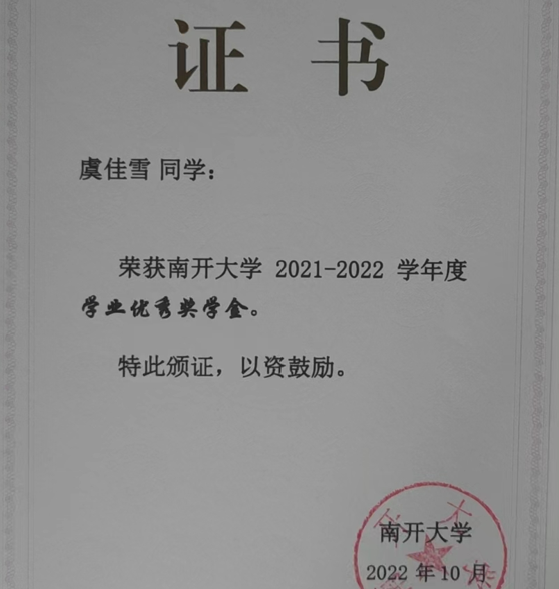 证 书
虞佳雪 同学：
荣获南开大学 2021-2022 学年度
学业优秀奖学金。
特此颁证，以资鼓励。
南开大学
2022 年 10 月